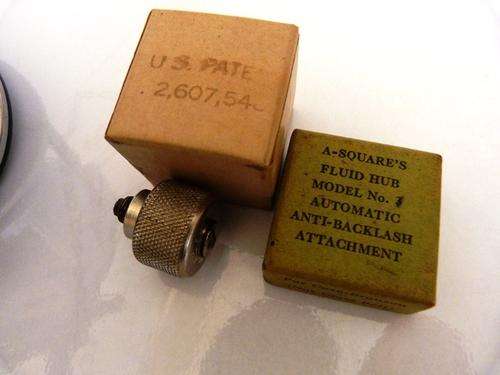 U.S. PATE
2,607,54
A-SQUARE'S
FLUID HUB
MODEL No.
AUTOMATIC
ANTI-BACKLASH
ATTACHMENT